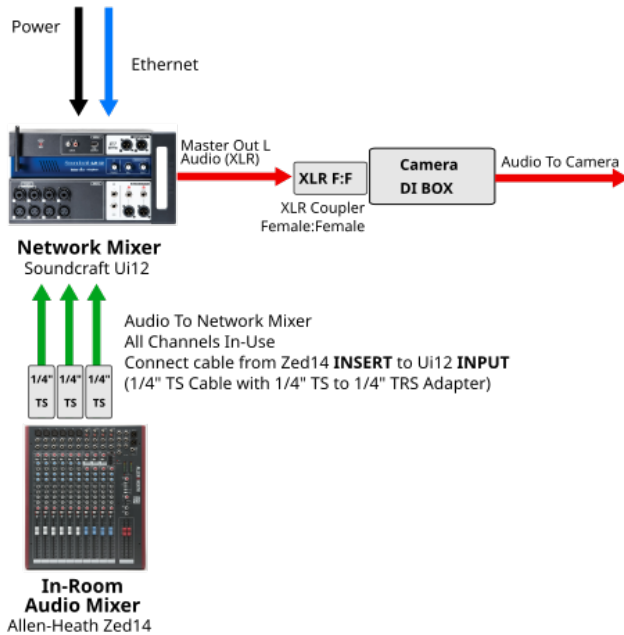 Power
Ethernet
Master Out L
Audio (XLR)
XLR F:F
Camera
DI BOX
Audio To Camera
XLR Coupler
Female:Female
Network Mixer
Soundcraft Ui12
Audio To Network Mixer
All Channels In-Use
Connect cable from Zed14 INSERT to Ui12 INPUT
(1/4" TS Cable with 1/4" TS to 1/4" TRS Adapter)
1/4" 1/4" 1/4"
TS TS TS
In-Room
Audio Mixer
Allen-Heath Zed14